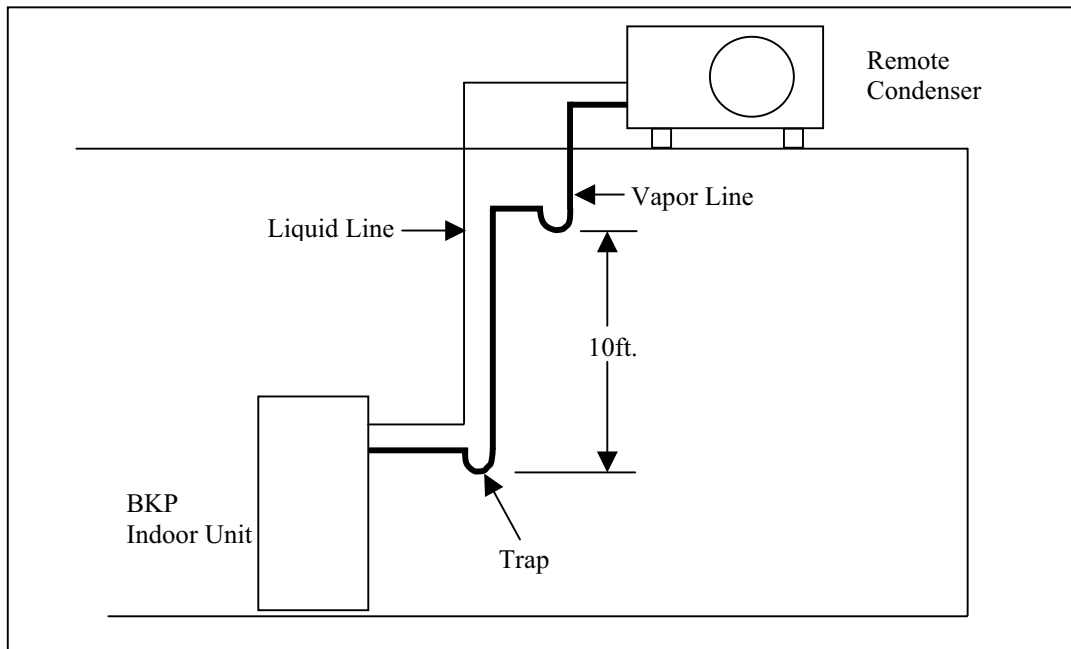 Remote
Condenser
Vapor Line
Liquid Line
10ft.
BKP
Indoor Unit
Trap